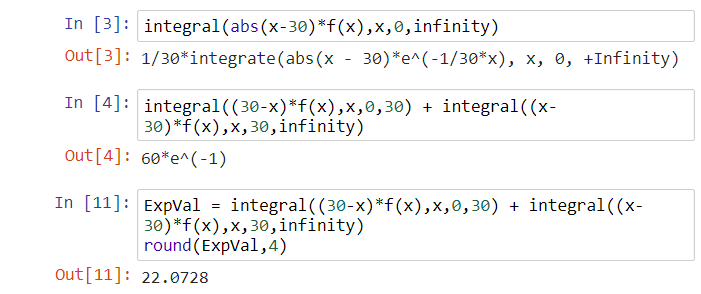 In [3]: integral(abs(x-30)*f(x),x,0,infinity)
Out[3]: 1/30*integrate(abs(x - 30)*e^(-1/30*x), x, 0, +Infinity)
In [4]: integral((30-x)*f(x),x,0,30) + integral((x-
30)*f(x),x,30,infinity)
Out[4]: 60*e^(-1)
In [11]: ExpVal = integral((30-x)*f(x),x,0,30) + integral((x-
30)*f(x),x,30,infinity)
round(ExpVal,4)
Out[11]: 22.0728